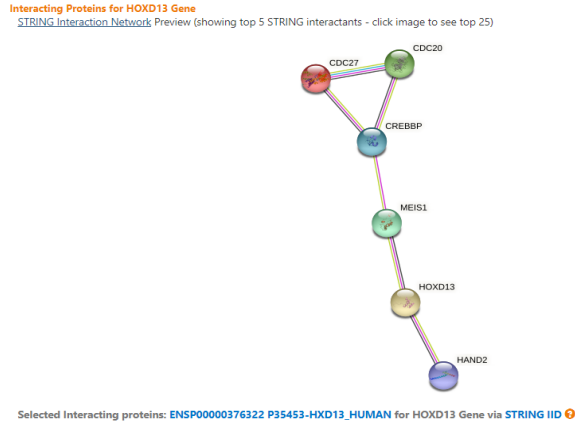 Interacting Proteins for HOXD13 Gene
STRING Interaction Network Preview (showing top 5 STRING interactants - click image to see top 25)
CDC20
CDC27
CREBBP
MEIS1
HOXD13
HAND2
Selected Interacting proteins: ENSP00000376322 P35453-HXD13_HUMAN for HOXD13 Gene via STRING IID ?